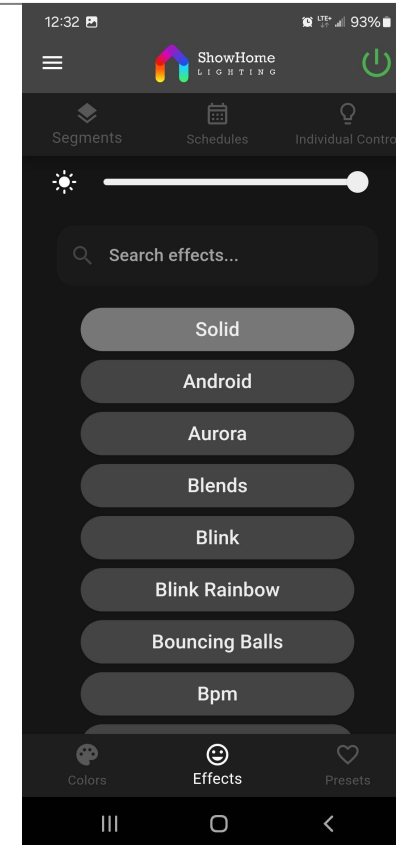 12:32 LTE+ 93%
ShowHome
LIGHTING
Segments Schedules Individual Contro
Search effects...
Solid
Android
Aurora
Blends
Blink
Blink Rainbow
Bouncing Balls
Bpm
Colors Effects Presets